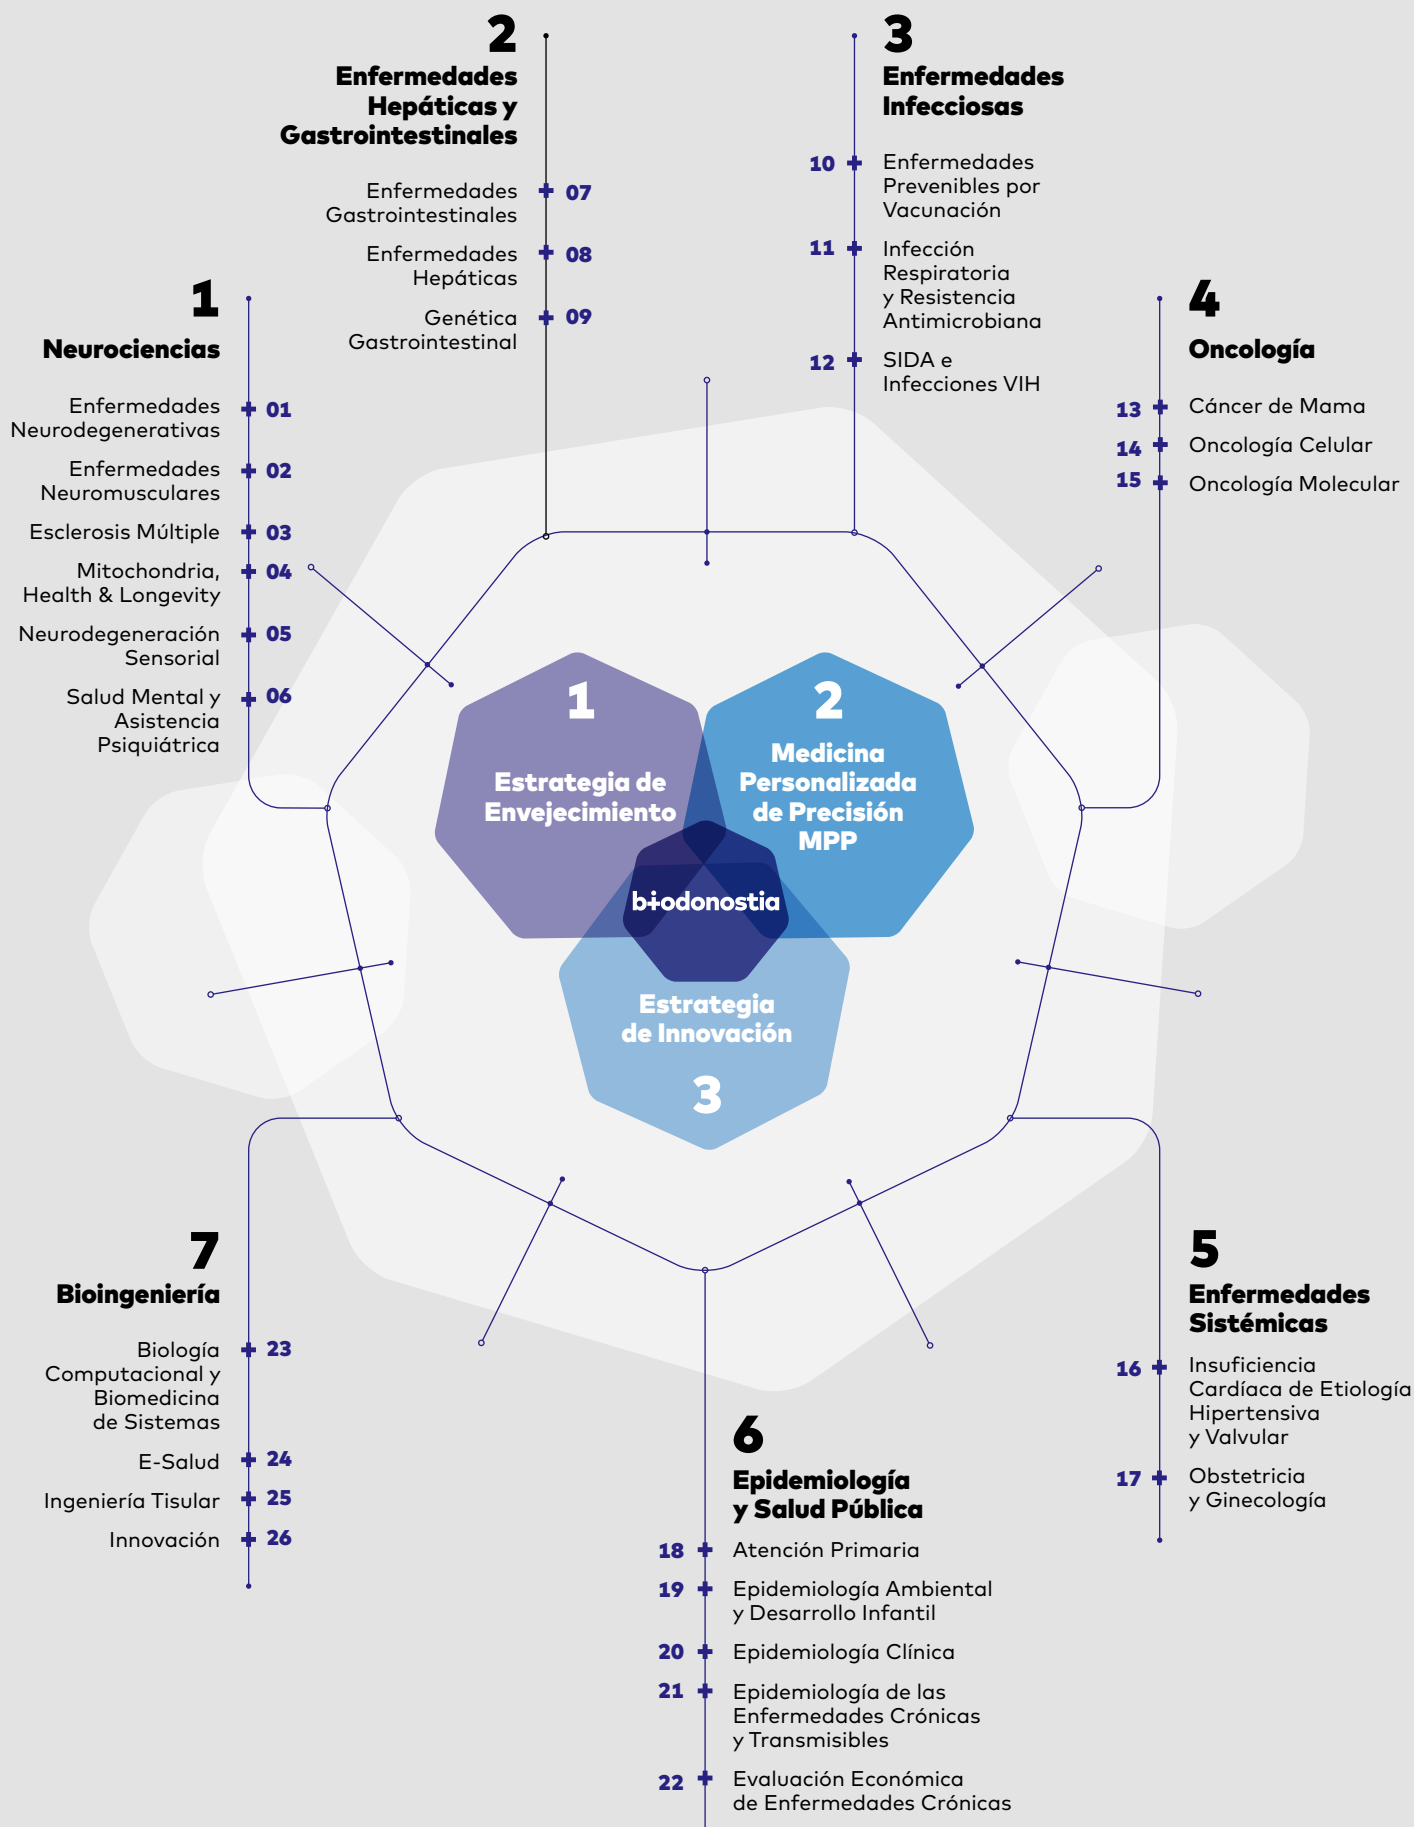 1
Neurociencias
Enfermedades
Neurodegenerativas
01
Enfermedades
Neuromusculares
02
Esclerosis Múltiple
03
Mitochondria,
Health & Longevity
04
Neurodegeneración
Sensorial
05
Salud Mental y
Asistencia
Psiquiátrica
06
2
Enfermedades
Hepáticas y
Gastrointestinales
Enfermedades
Gastrointestinales
07
Enfermedades
Hepáticas
08
Genética
Gastrointestinal
09
3
Enfermedades
Infecciosas
10
Enfermedades
Prevenibles por
Vacunación
11
Infección
Respiratoria
y Resistencia
Antimicrobiana
12
SIDA e
Infecciones VIH
4
Oncología
13
Cáncer de Mama
14
Oncología Celular
15
Oncología Molecular
1
Estrategia de
Envejecimiento
2
Medicina
Personalizada
de Precisión
MPP
biodonostia
Estrategia
de Innovación
3
5
Enfermedades
Sistémicas
16
Insuficiencia
Cardíaca de Etiología
Hipertensiva
y Valvular
17
Obstetricia
y Ginecología
6
Epidemiología
y Salud Pública
18
Atención Primaria
19
Epidemiología Ambiental
y Desarrollo Infantil
20
Epidemiología Clínica
21
Epidemiología de las
Enfermedades Crónicas
y Transmisibles
22
Evaluación Económica
de Enfermedades Crónicas
7
Bioingeniería
Biología
Computacional y
Biomedicina
de Sistemas
23
E-Salud
24
Ingeniería Tisular
25
Innovación
26